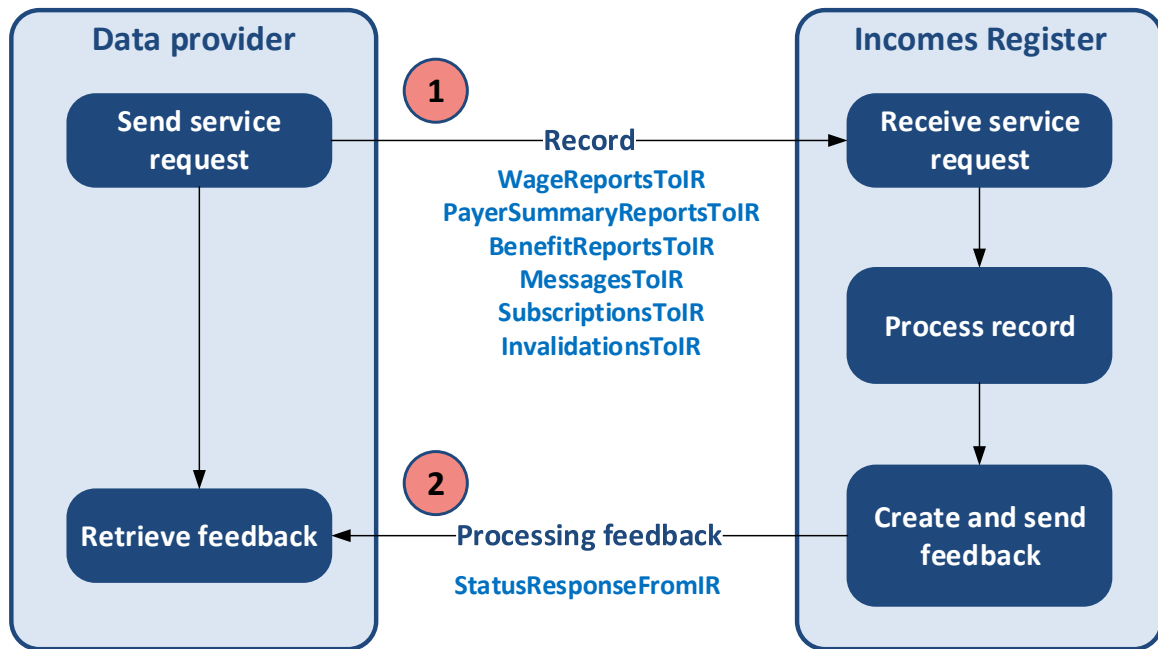 Data provider
Incomes Register
1
Send service
request
Record
Receive service
request
WageReportsToIR
PayerSummaryReportsToIR
BenefitReportsToIR
MessagesToIR
SubscriptionsToIR
InvalidationsToIR
Process record
2
Retrieve feedback
Processing feedback
Create and send
feedback
StatusResponseFromIR